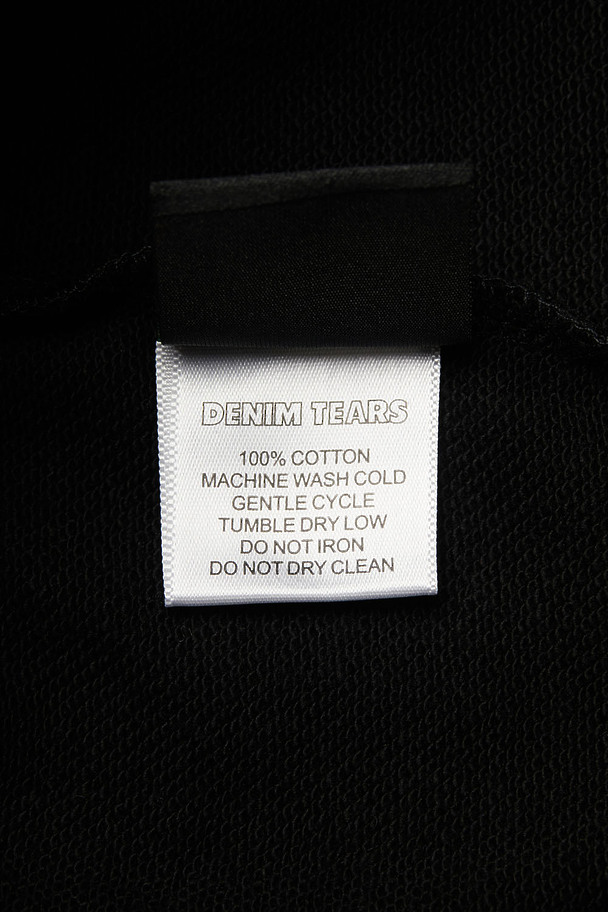 DENIM TEARS
100% COTTON
MACHINE WASH COLD
GENTLE CYCLE
TUMBLE DRY LOW
DO NOT IRON
DO NOT DRY CLEAN